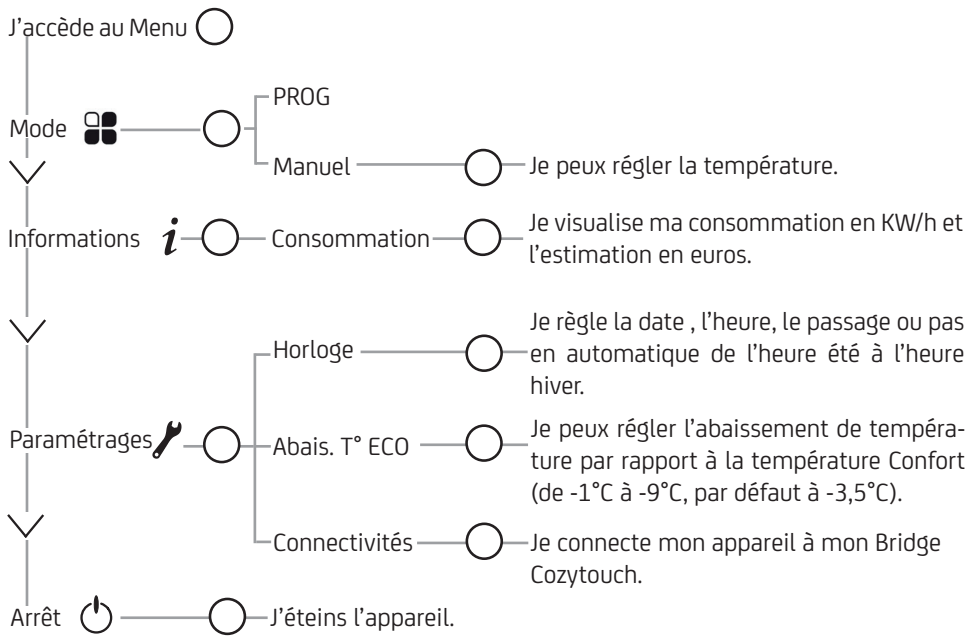 J'accède au Menu
Mode
PROG
Manuel
Je peux régler la température.
Informations
i
Consommation
Je visualise ma consommation en KW/h et
l'estimation en euros.
Horloge
Je règle la date , l'heure, le passage ou pas
en automatique de l'heure été à l'heure
hiver.
Paramétrages
Abais. T° ECO
Je peux régler l'abaissement de tempéra-
ture par rapport à la température Confort
(de -1°C à -9°C, par défaut à -3,5°C).
Connectivités
Je connecte mon appareil à mon Bridge
Cozytouch.
Arrêt
J'éteins l'appareil.